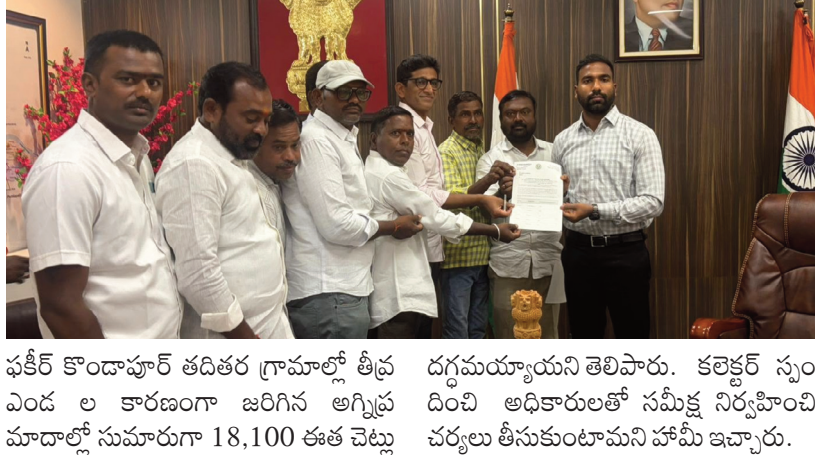 ఫకీర్ కొండాపూర్ తదితర గ్రామాల్లో తీవ్ర
ఎండ ల కారణంగా జరిగిన అగ్నిప్ర
మాదాల్లో సుమారుగా 18,100 ఈత చెట్లు
దగ్ధమయ్యాయని తెలిపారు. కలెక్టర్ స్పం
దించి అధికారులతో సమీక్ష నిర్వహించి
చర్యలు తీసుకుంటామని హామీ ఇచ్చారు.